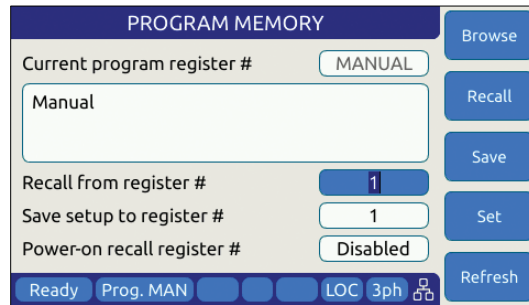 PROGRAM MEMORY
Current program register # MANUAL
Manual
Recall from register # 1
Save setup to register # 1
Power-on recall register # Disabled
Ready Prog. MAN LOC 3ph
Browse
Recall
Save
Set
Refresh